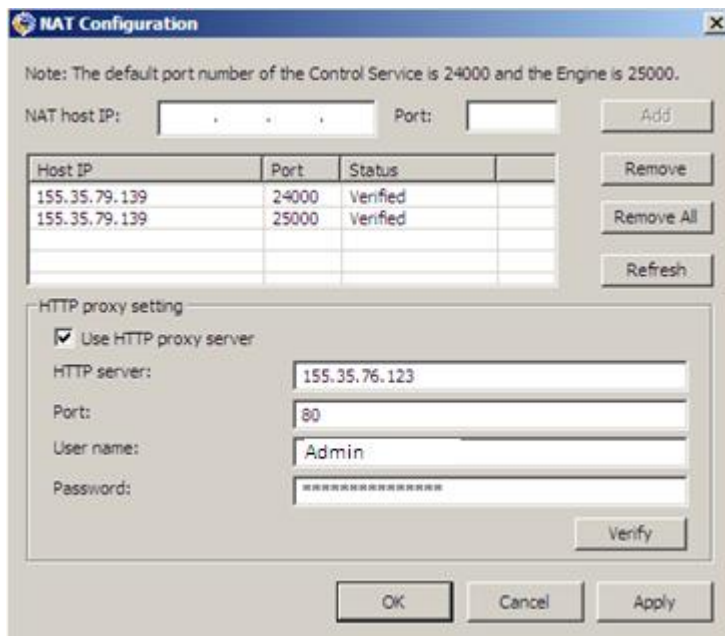 NAT Configuration
Note: The default port number of the Control Service is 24000 and the Engine is 25000.
NAT host IP: . . . Port: Add
Host IP Port Status
155.35.79.139 24000 Verified
155.35.79.139 25000 Verified
Remove
Remove All
Refresh
HTTP proxy setting
Use HTTP proxy server
HTTP server: 155.35.76.123
Port: 80
User name: Admin
Password: ***************
Verify
OK Cancel Apply